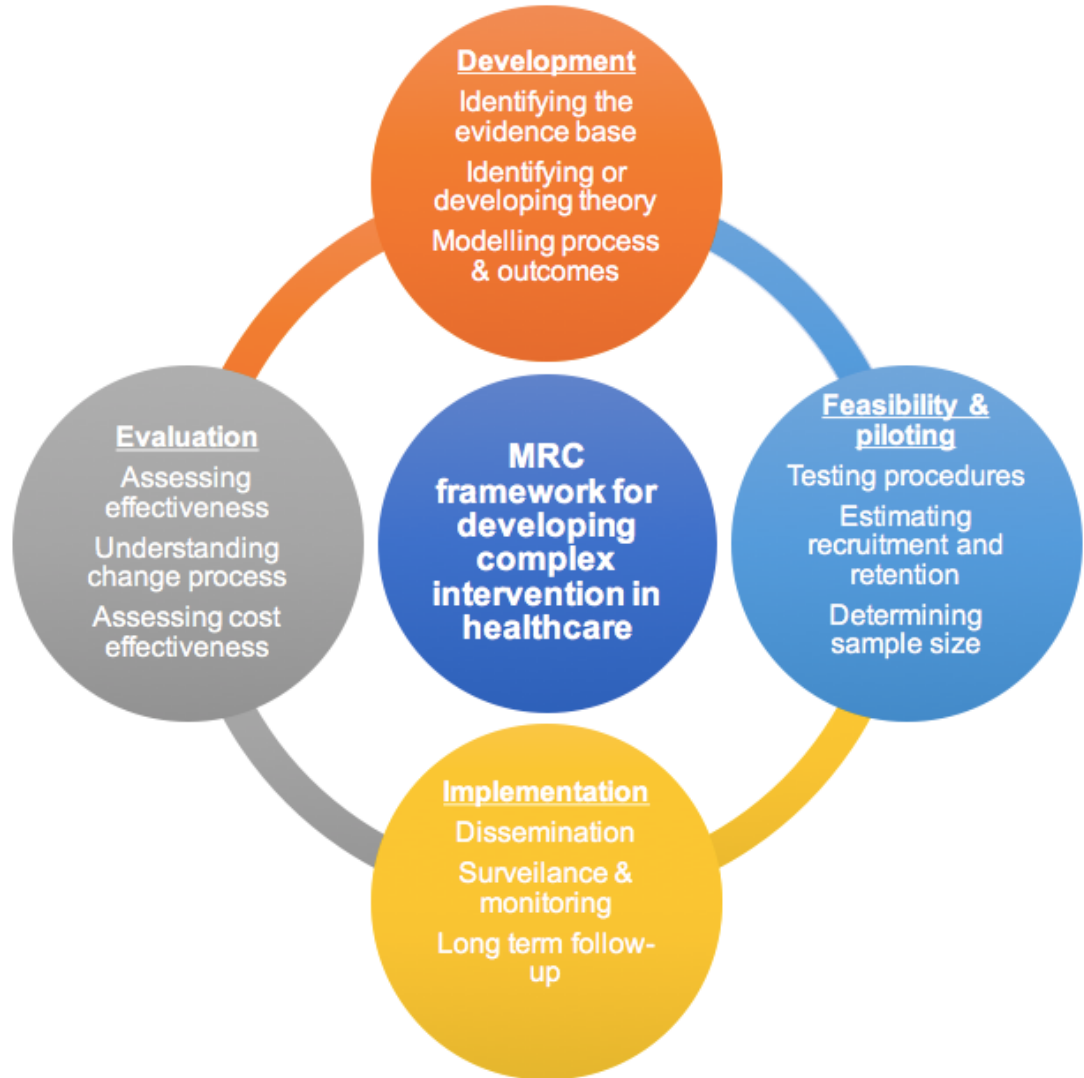 Development
Identifying the
evidence base
Identifying or
developing theory
Modelling process
& outcomes
Feasibility &
piloting
Testing procedures
Estimating
recruitment and
retention
Determining
sample size
Evaluation
Assessing
effectiveness
Understanding
change process
Assessing cost
effectiveness
MRC
framework for
developing
complex
intervention in
healthcare
Implementation
Dissemination
Surveilance &
monitoring
Long term follow-
up